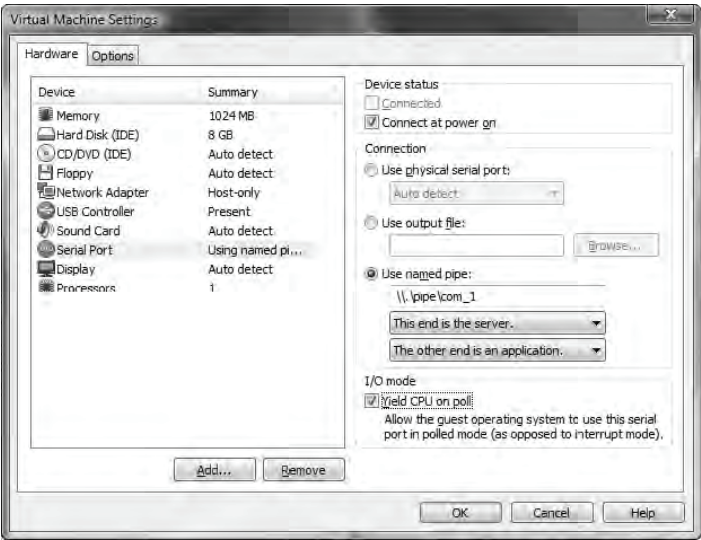 Virtual Machine Settings
Hardware Options
Device Summary
Memory 1024 MB
Hard Disk (IDE) 8 GB
CD/DVD (IDE) Auto detect
Floppy Auto detect
Network Adapter Host-only
USB Controller Present
Sound Card Auto detect
Serial Port Using named pi...
Display Auto detect
Processors 1
Add... Remove
Device status
Connected
Connect at power on
Connection
Use physical serial port:
Auto detect
Use output file:
Browse...
Use named pipe:
\\.\pipe\com_1
This end is the server.
The other end is an application.
I/O mode
Yield CPU on poll
Allow the guest operating system to use this serial
port in polled mode (as opposed to interrupt mode).
OK Cancel Help